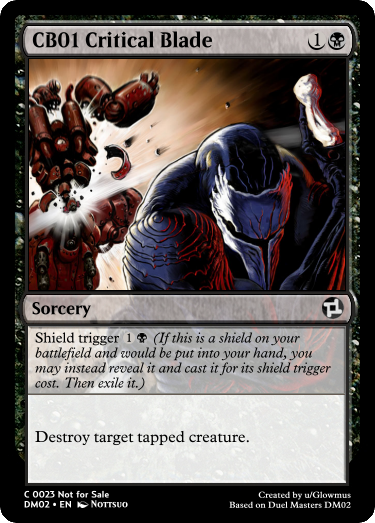 CB01 Critical Blade 1
Sorcery
Shield trigger 1 (If this is a shield on your
battlefield and would be put into your hand, you
may instead reveal it and cast it for its shield trigger
cost. Then exile it.)
Destroy target tapped creature.
C 0023 Not for Sale
DM02 • EN NOTTSUO
Created by u/Glowmus
Based on Duel Masters DM02